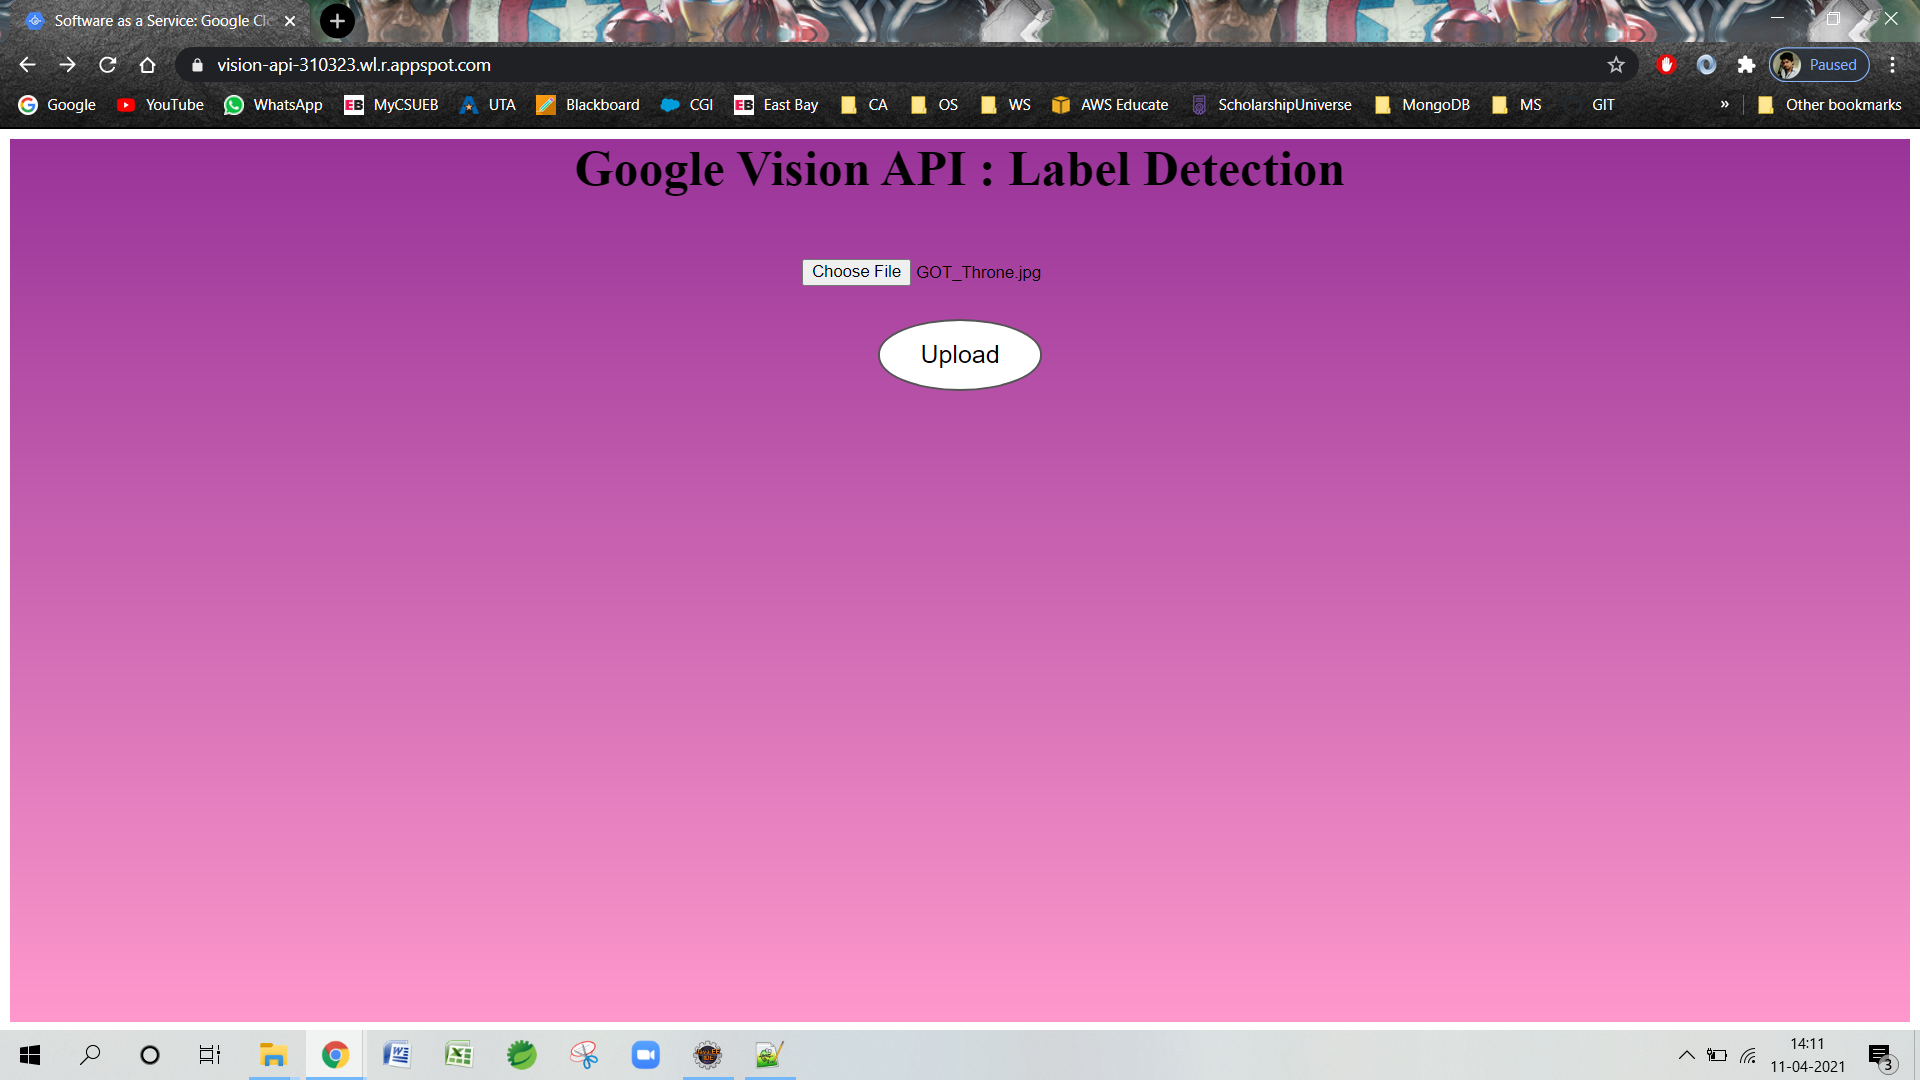 Software as a Service: Google Cl
vision-api-310323.wl.r.appspot.com
Paused
Google YouTube WhatsApp EB MyCSUEB UTA Blackboard CGI EB East Bay CA OS WS AWS Educate ScholarshipUniverse MongoDB MS GIT » Other bookmarks
Google Vision API : Label Detection
Choose File GOT_Throne.jpg
Upload
14:11
11-04-2021
3